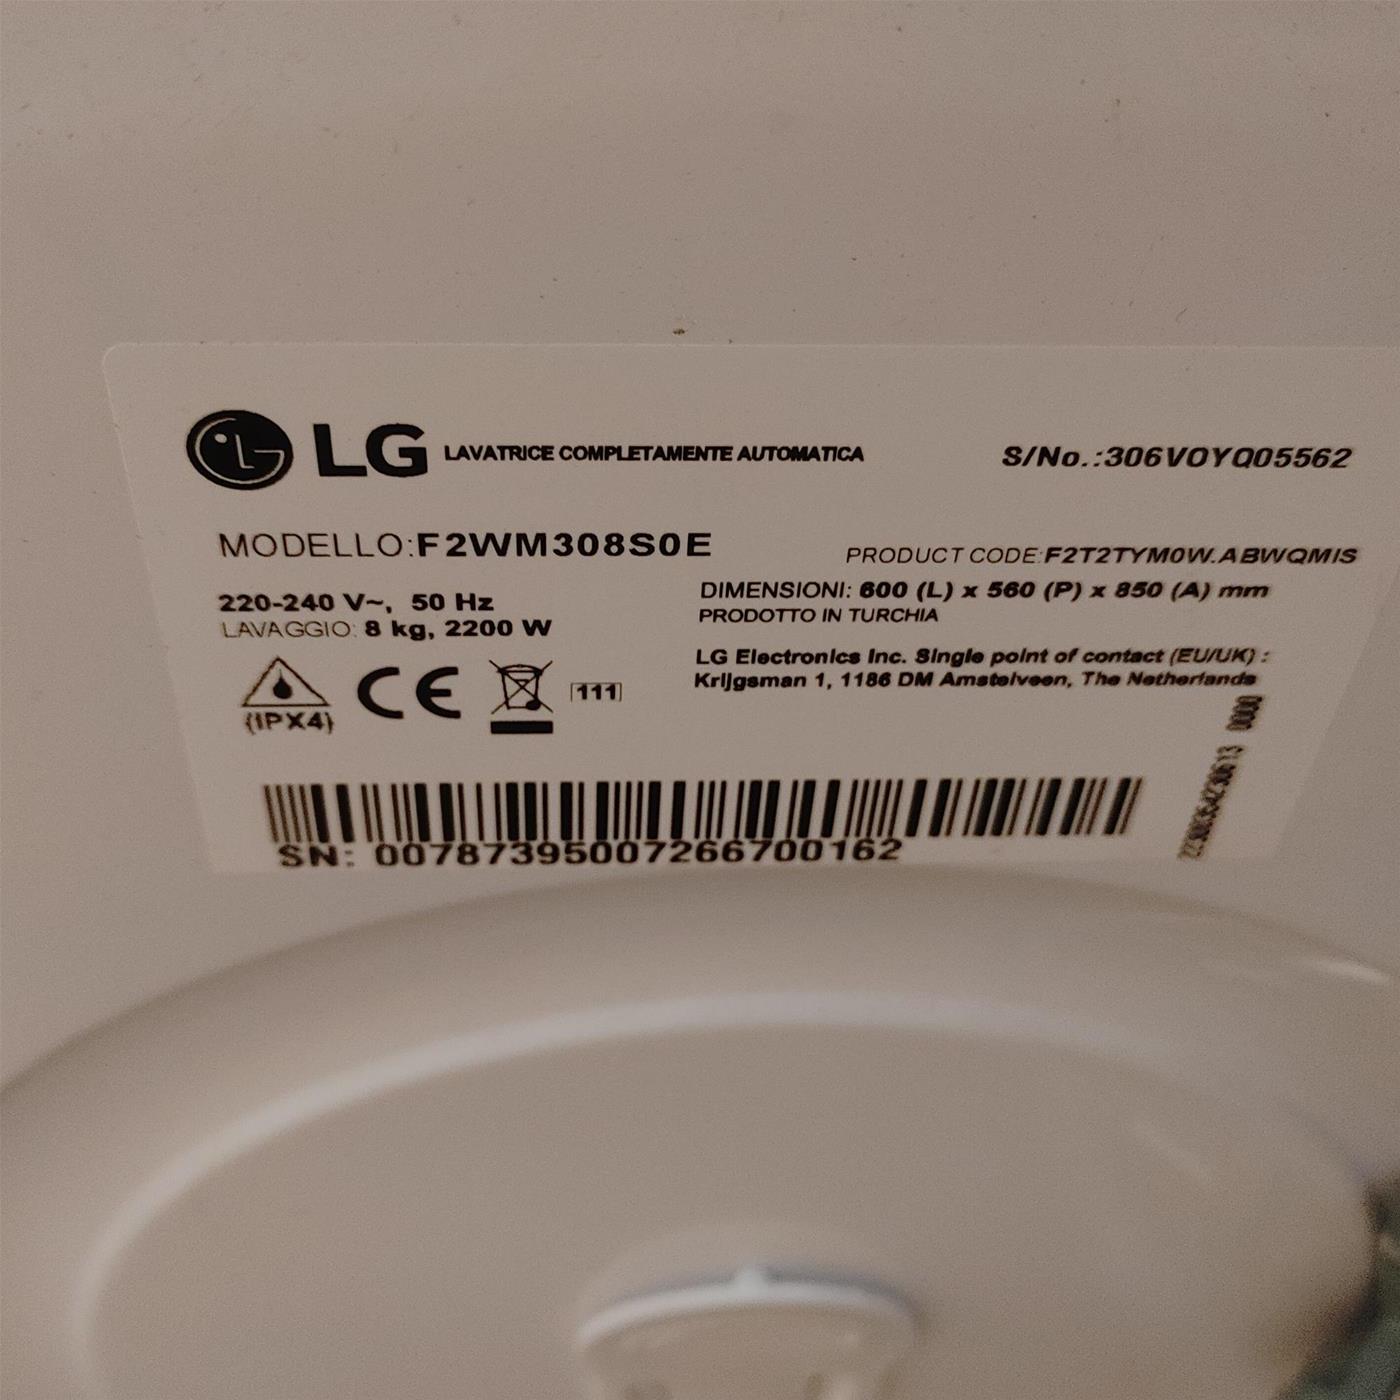 LG LAVATRICE COMPLETAMENTE AUTOMATICA S/No.:306VOYQ05562
MODELLO:F2WM308S0E
PRODUCT CODE:F2T2TYM0W.ABWQMIS
220-240 V~, 50 Hz
LAVAGGIO: 8 kg, 2200 W
DIMENSIONI: 600 (L) x 560 (P) x 850 (A) mm
PRODOTTO IN TURCHIA
LG Electronics Inc. Single point of contact (EU/UK) :
Krijgsman 1, 1186 DM Amstelveen, The Netherlands
(IPX4)
CE
111
SN: 00787395007266700162
0000